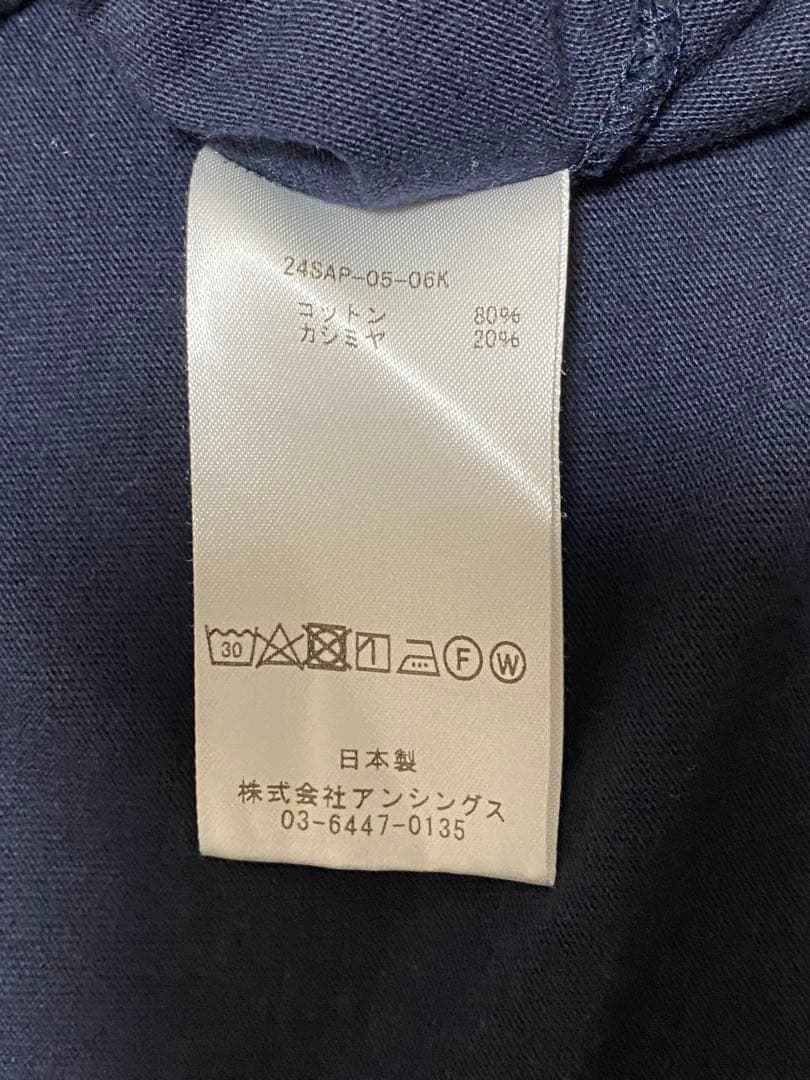 24SAP-05-06K
コットン 80%
カシミヤ 20%
30 F W
日本製
株式会社アンシングス
03-6447-0135